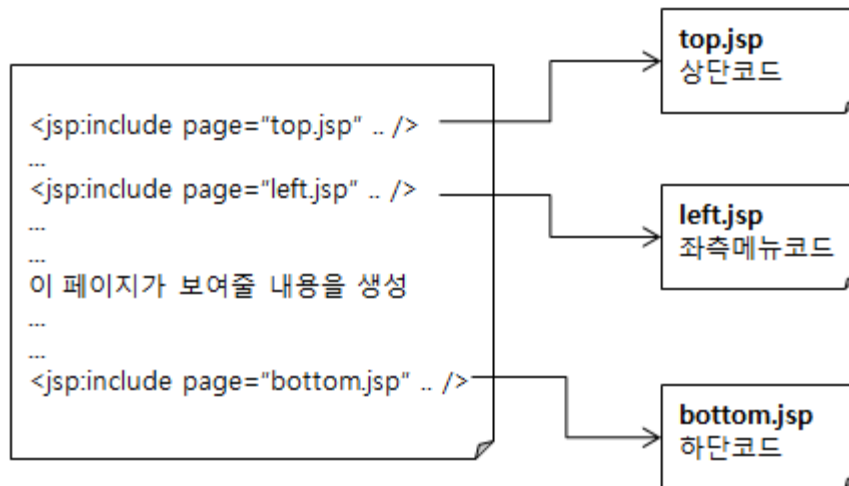 <jsp:include page="top.jsp" .. />
...
<jsp:include page="left.jsp" .. />
...
...
이 페이지가 보여줄 내용을 생성
...
...
<jsp:include page="bottom.jsp" .. />
top.jsp
상단코드
left.jsp
좌측메뉴코드
bottom.jsp
하단코드